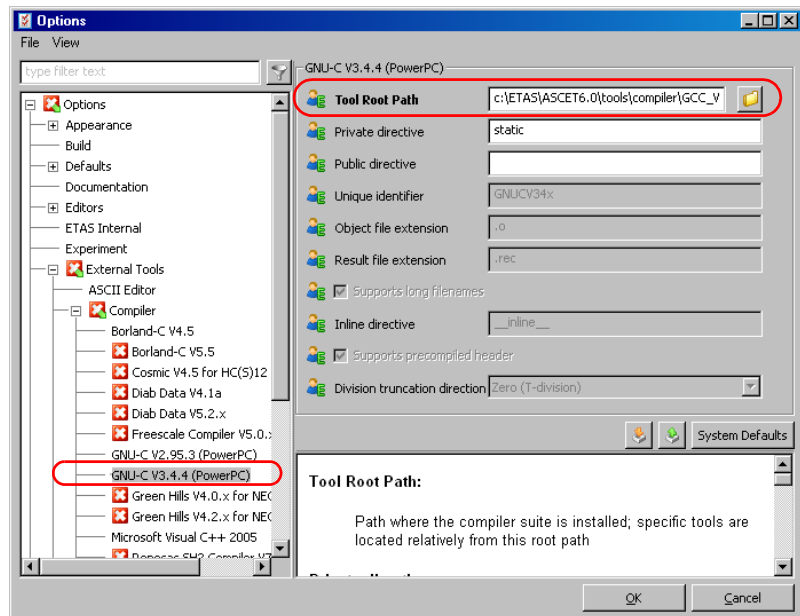 Options
File View
type filter text
Options
Appearance
Build
Defaults
Documentation
Editors
ETAS Internal
Experiment
External Tools
ASCII Editor
Compiler
Borland-C V4.5
Borland-C V5.5
Cosmic V4.5 for HC(S)12
Diab Data V4.1a
Diab Data V5.2.x
Freescale Compiler V5.0.
GNU-C V2.95.3 (PowerPC)
GNU-C V3.4.4 (PowerPC)
Green Hills V4.0.x for NEC
Green Hills V4.2.x for NEC
Microsoft Visual C++ 2005
Renesas SH2 Compiler V7
GNU-C V3.4.4 (PowerPC)
Tool Root Path c:\ETAS\ASCET6.0\tools\compiler\GCC_V
Private directive static
Public directive
Unique identifier GNUCV34x
Object file extension .o
Result file extension .rec
Supports long filenames
Inline directive __inline__
Supports precompiled header
Division truncation direction Zero (T-division)
System Defaults
Tool Root Path:
Path where the compiler suite is installed; specific tools are
located relatively from this root path
OK Cancel